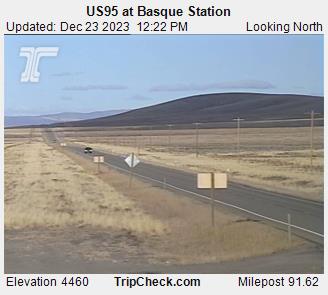 US95 at Basque Station
Updated: Dec 23 2023 12:22 PM Looking North
Elevation 4460 TripCheck.com Milepost 91.62